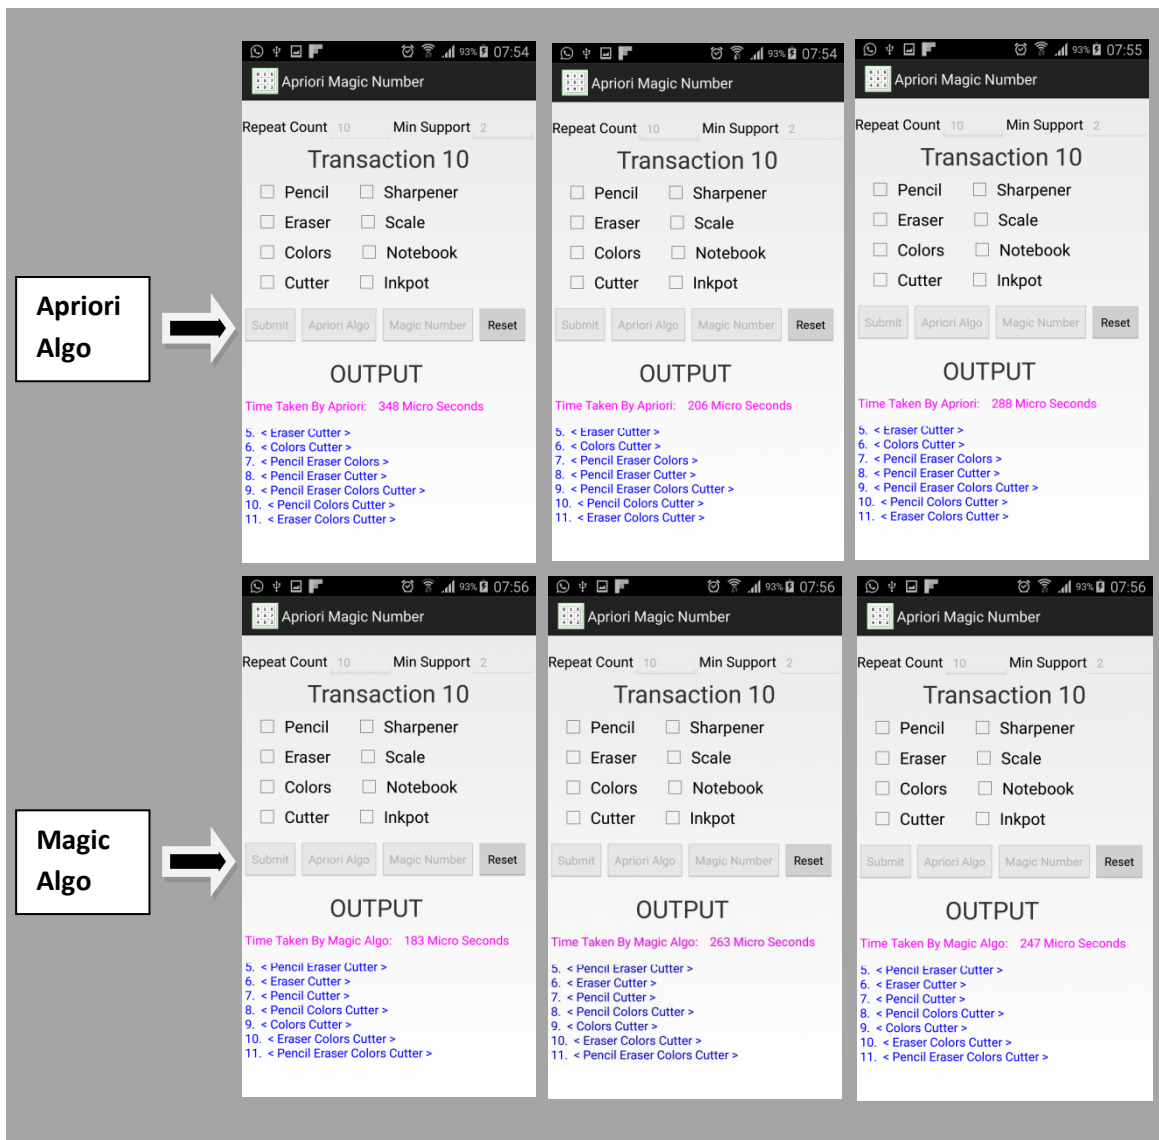 07:54
Apriori Magic Number
Repeat Count 10 Min Support 2
Transaction 10
Pencil Sharpener
Eraser Scale
Colors Notebook
Cutter Inkpot
Submit Apriori Algo Magic Number Reset
OUTPUT
Time Taken By Apriori: 348 Micro Seconds
5. < Eraser Cutter >
6. < Colors Cutter >
7. < Pencil Eraser Colors >
8. < Pencil Eraser Cutter >
9. < Pencil Eraser Colors Cutter >
10. < Pencil Colors Cutter >
11. < Eraser Colors Cutter >
93% 07:54
Apriori Magic Number
Repeat Count 10 Min Support 2
Transaction 10
Pencil Sharpener
Eraser Scale
Colors Notebook
Cutter Inkpot
Submit Apriori Algo Magic Number Reset
OUTPUT
Time Taken By Apriori: 206 Micro Seconds
5. < Eraser Cutter >
6. < Colors Cutter >
7. < Pencil Eraser Colors >
8. < Pencil Eraser Cutter >
9. < Pencil Eraser Colors Cutter >
10. < Pencil Colors Cutter >
11. < Eraser Colors Cutter >
93% 07:55
Apriori Magic Number
Repeat Count 10 Min Support 2
Transaction 10
Pencil Sharpener
Eraser Scale
Colors Notebook
Cutter Inkpot
Submit Apriori Algo Magic Number Reset
OUTPUT
Time Taken By Apriori: 288 Micro Seconds
5. < Eraser Cutter >
6. < Colors Cutter >
7. < Pencil Eraser Colors >
8. < Pencil Eraser Cutter >
9. < Pencil Eraser Colors Cutter >
10. < Pencil Colors Cutter >
11. < Eraser Colors Cutter >
Apriori
Algo
93% 07:56
Apriori Magic Number
Repeat Count 10 Min Support 2
Transaction 10
Pencil Sharpener
Eraser Scale
Colors Notebook
Cutter Inkpot
Submit Apriori Algo Magic Number Reset
OUTPUT
Time Taken By Magic Algo: 183 Micro Seconds
5. < Pencil Eraser Cutter >
6. < Eraser Cutter >
7. < Pencil Cutter >
8. < Pencil Colors Cutter >
9. < Colors Cutter >
10. < Eraser Colors Cutter >
11. < Pencil Eraser Colors Cutter >
93% 07:56
Apriori Magic Number
Repeat Count 10 Min Support 2
Transaction 10
Pencil Sharpener
Eraser Scale
Colors Notebook
Cutter Inkpot
Submit Apriori Algo Magic Number Reset
OUTPUT
Time Taken By Magic Algo: 263 Micro Seconds
5. < Pencil Eraser Cutter >
6. < Eraser Cutter >
7. < Pencil Cutter >
8. < Pencil Colors Cutter >
9. < Colors Cutter >
10. < Eraser Colors Cutter >
11. < Pencil Eraser Colors Cutter >
93% 07:56
Apriori Magic Number
Repeat Count 10 Min Support 2
Transaction 10
Pencil Sharpener
Eraser Scale
Colors Notebook
Cutter Inkpot
Submit Apriori Algo Magic Number Reset
OUTPUT
Time Taken By Magic Algo: 247 Micro Seconds
5. < Pencil Eraser Cutter >
6. < Eraser Cutter >
7. < Pencil Cutter >
8. < Pencil Colors Cutter >
9. < Colors Cutter >
10. < Eraser Colors Cutter >
11. < Pencil Eraser Colors Cutter >
Magic
Algo